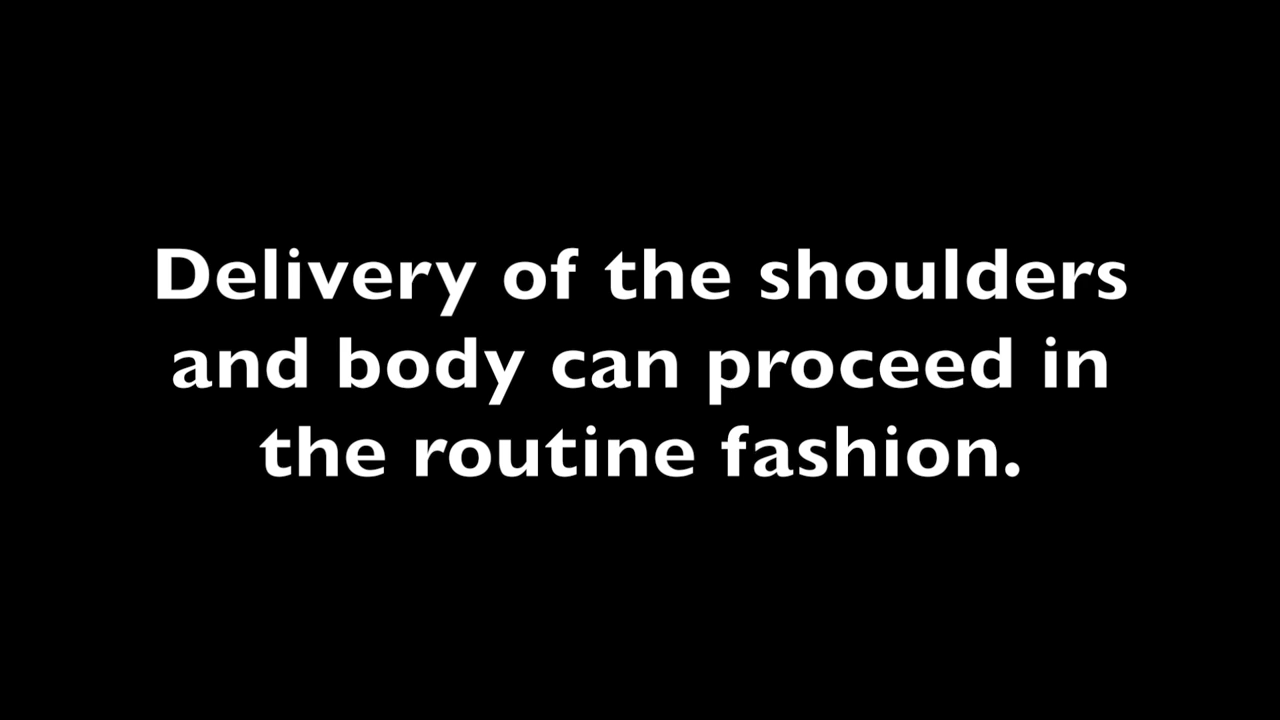 Delivery of the shoulders
and body can proceed in
the routine fashion.